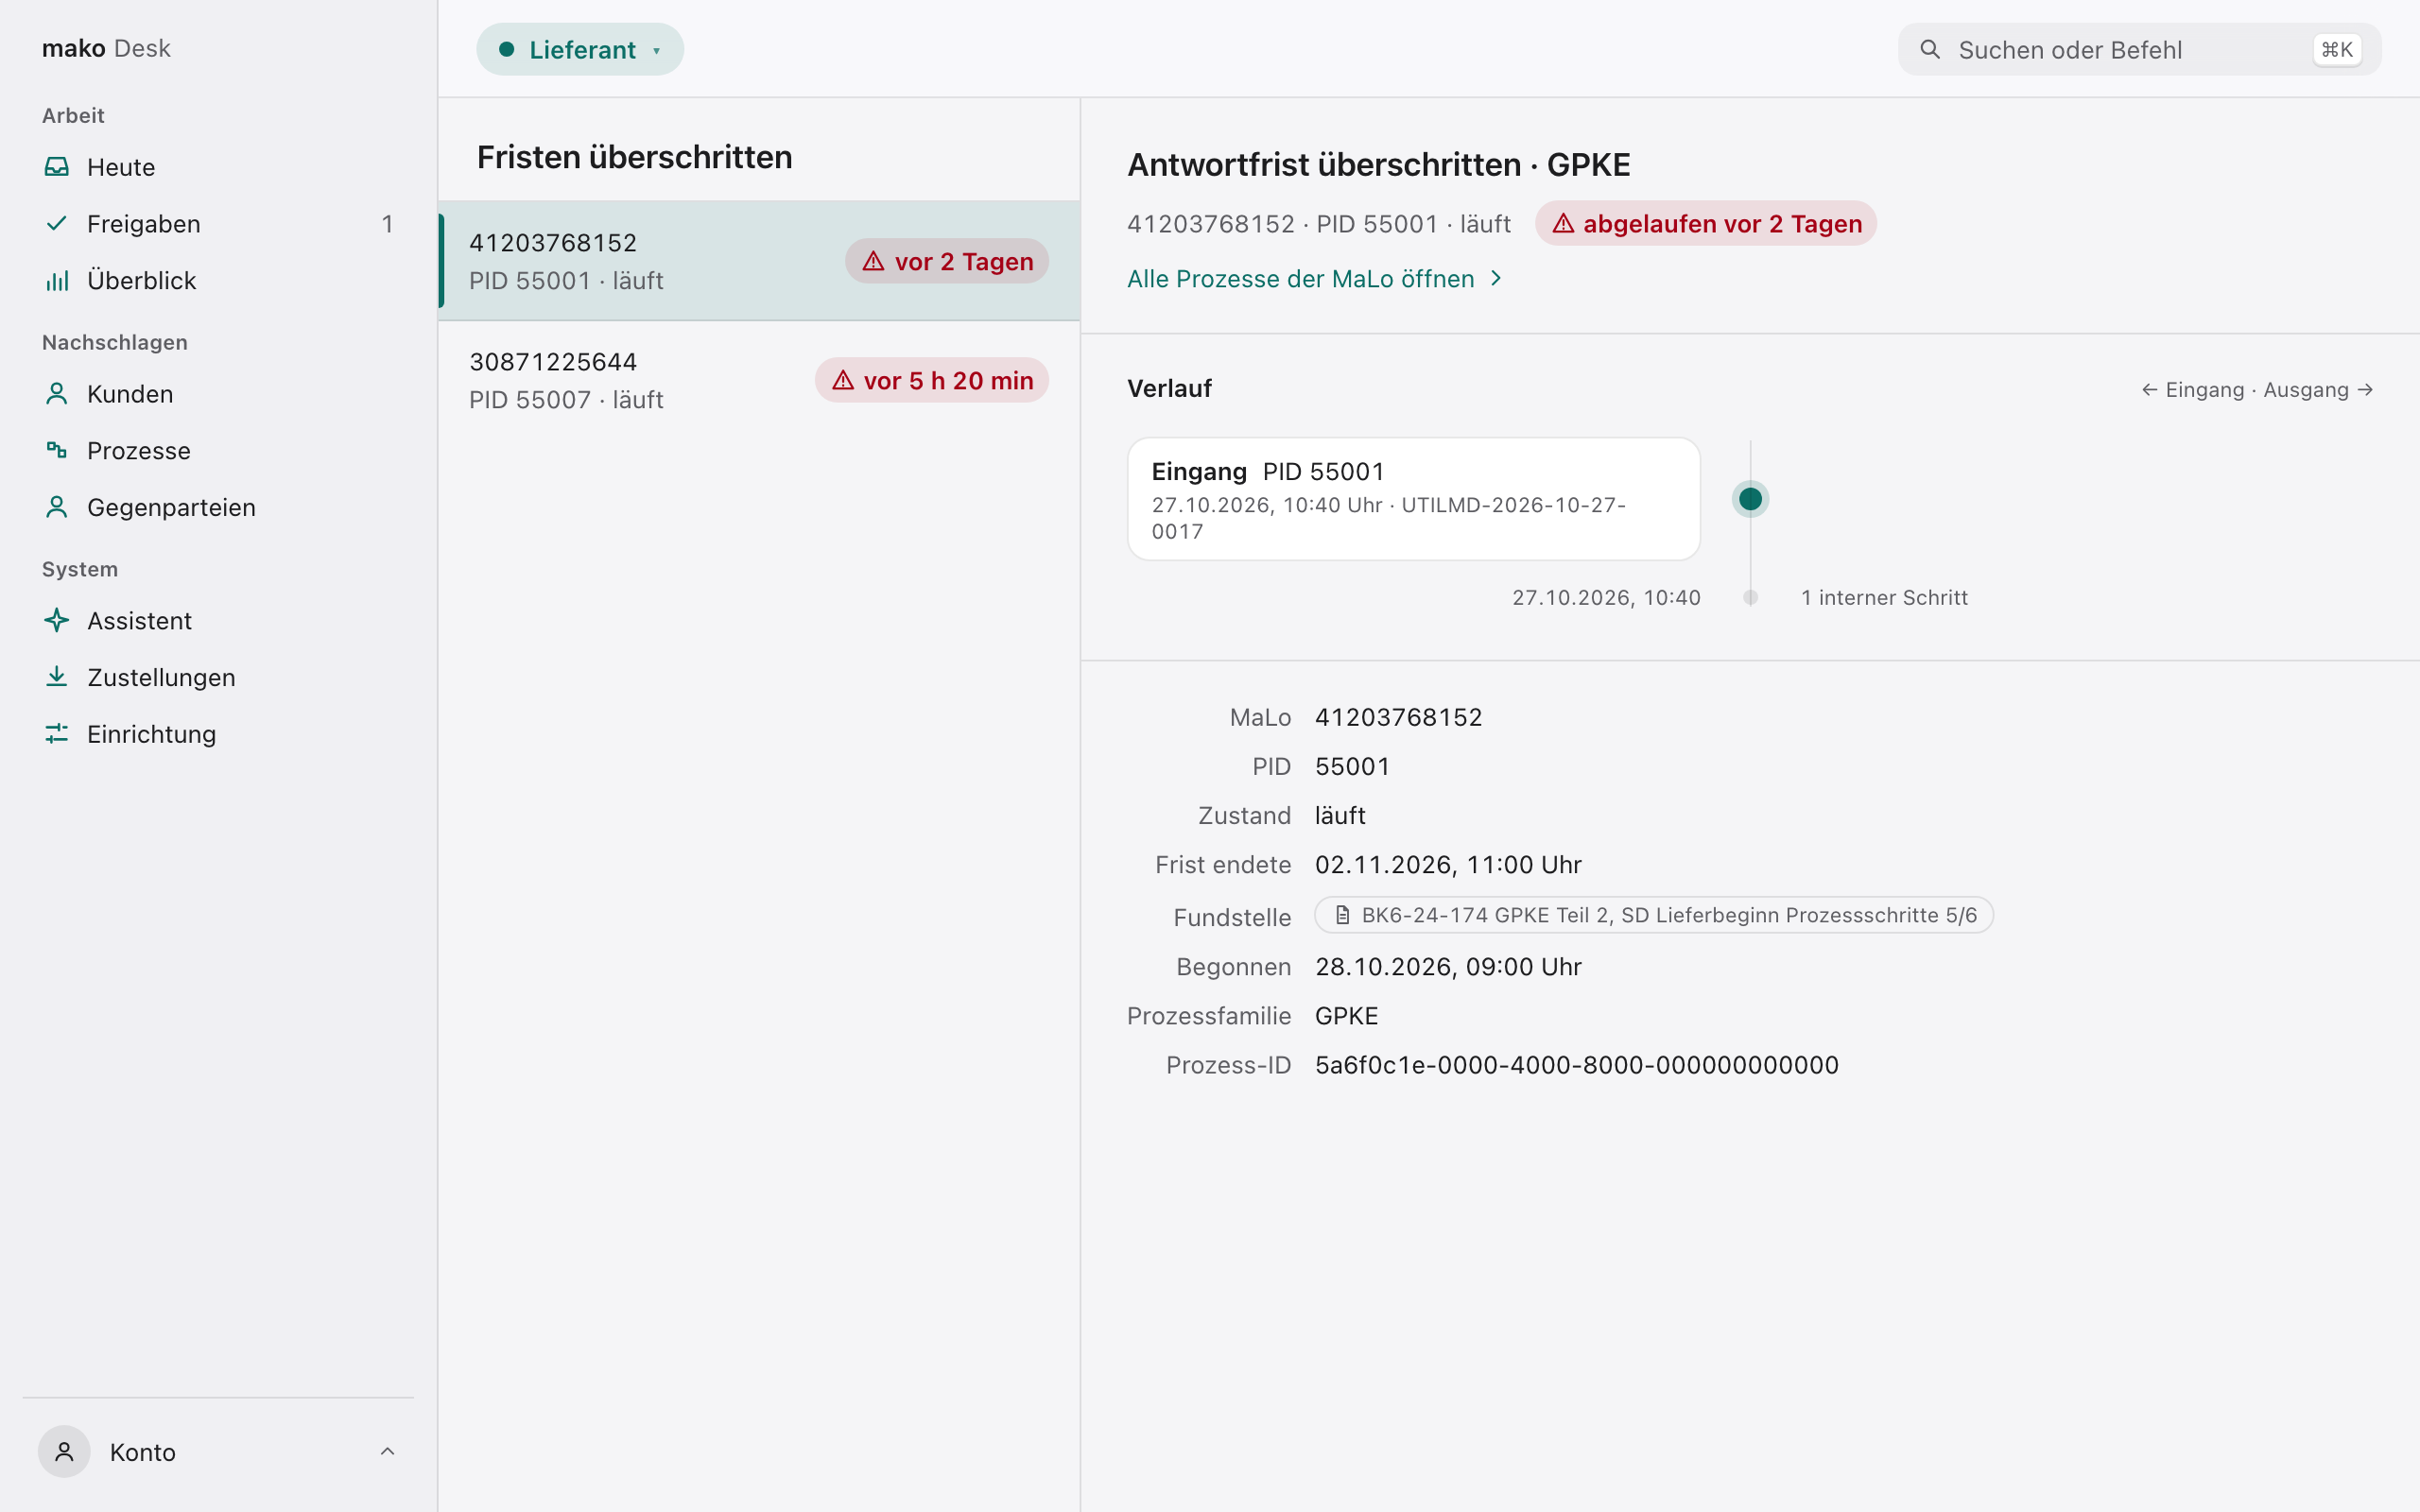 mako Desk
Arbeit
Heute
Freigaben 1
Überblick
Nachschlagen
Kunden
Prozesse
Gegenparteien
System
Assistent
Zustellungen
Einrichtung
Konto
Lieferant
Suchen oder Befehl ⌘K
Fristen überschritten
41203768152
PID 55001 · läuft
vor 2 Tagen
30871225644
PID 55007 · läuft
vor 5 h 20 min
Antwortfrist überschritten · GPKE
41203768152 · PID 55001 · läuft abgelaufen vor 2 Tagen
Alle Prozesse der MaLo öffnen
Verlauf
← Eingang · Ausgang →
Eingang PID 55001
27.10.2026, 10:40 Uhr · UTILMD-2026-10-27-
0017
27.10.2026, 10:40 1 interner Schritt
MaLo 41203768152
PID 55001
Zustand läuft
Frist endete 02.11.2026, 11:00 Uhr
Fundstelle BK6-24-174 GPKE Teil 2, SD Lieferbeginn Prozessschritte 5/6
Begonnen 28.10.2026, 09:00 Uhr
Prozessfamilie GPKE
Prozess-ID 5a6f0c1e-0000-4000-8000-000000000000